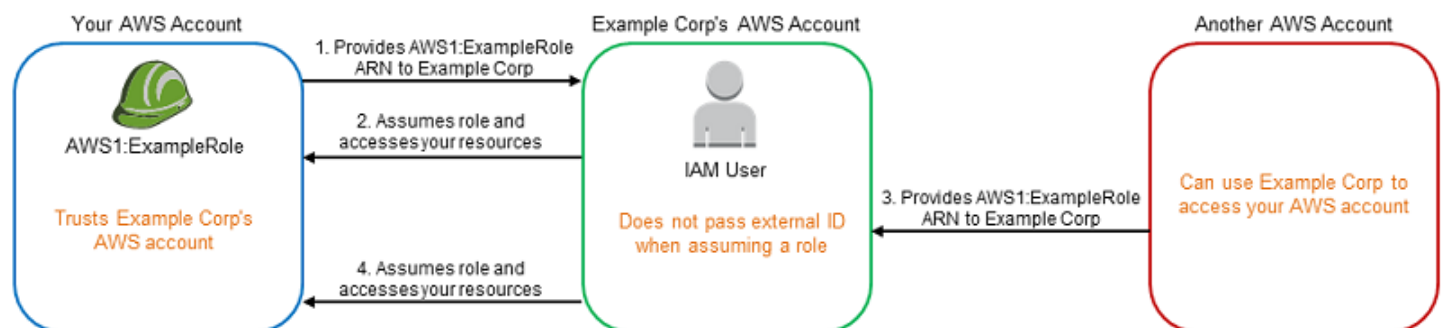 Your AWS Account
Example Corp's AWS Account
Another AWS Account
1. Provides AWS1:ExampleRole
ARN to Example Corp
AWS1:ExampleRole
2. Assumes role and
accesses your resources
IAM User
Trusts Example Corp's
AWS account
Does not pass external ID
when assuming a role
3. Provides AWS1:ExampleRole
ARN to Example Corp
Can use Example Corp to
access your AWS account
4. Assumes role and
accesses your resources